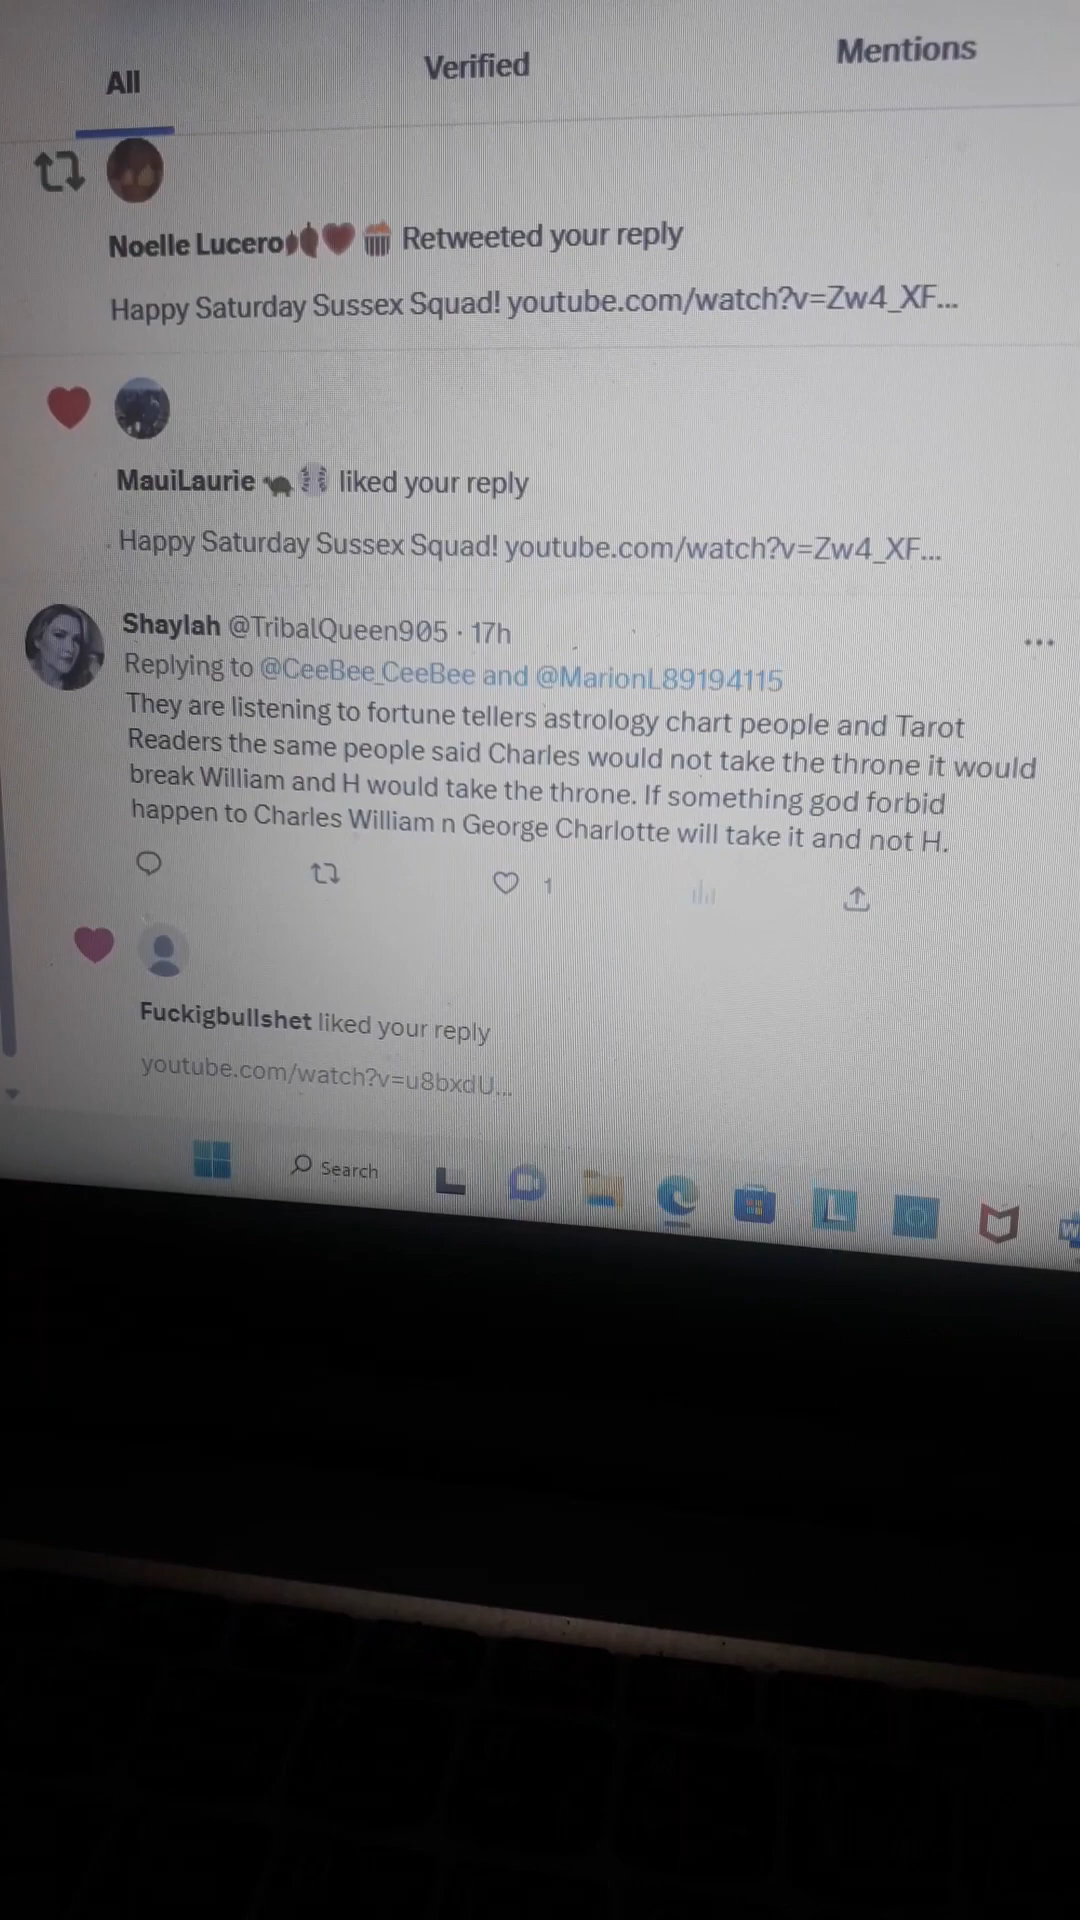 All Verified Mentions
Noelle Lucero Retweeted your reply
Happy Saturday Sussex Squad! youtube.com/watch?v=Zw4_XF...
MauiLaurie liked your reply
Happy Saturday Sussex Squad! youtube.com/watch?v=Zw4_XF...
Shaylah @TribalQueen905 · 17h
Replying to @CeeBee_CeeBee and @MarionL89194115
They are listening to fortune tellers astrology chart people and Tarot
Readers the same people said Charles would not take the throne it would
break William and H would take the throne. If something god forbid
happen to Charles William n George Charlotte will take it and not H.
1
Fuckigbullshet liked your reply
youtube.com/watch?v=u8bxdU...
Search